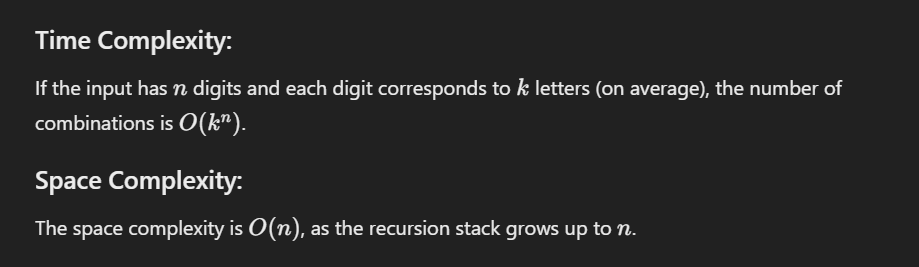 Time Complexity:
If the input has n digits and each digit corresponds to k letters (on average), the number of
combinations is O(kⁿ).
Space Complexity:
The space complexity is O(n), as the recursion stack grows up to n.